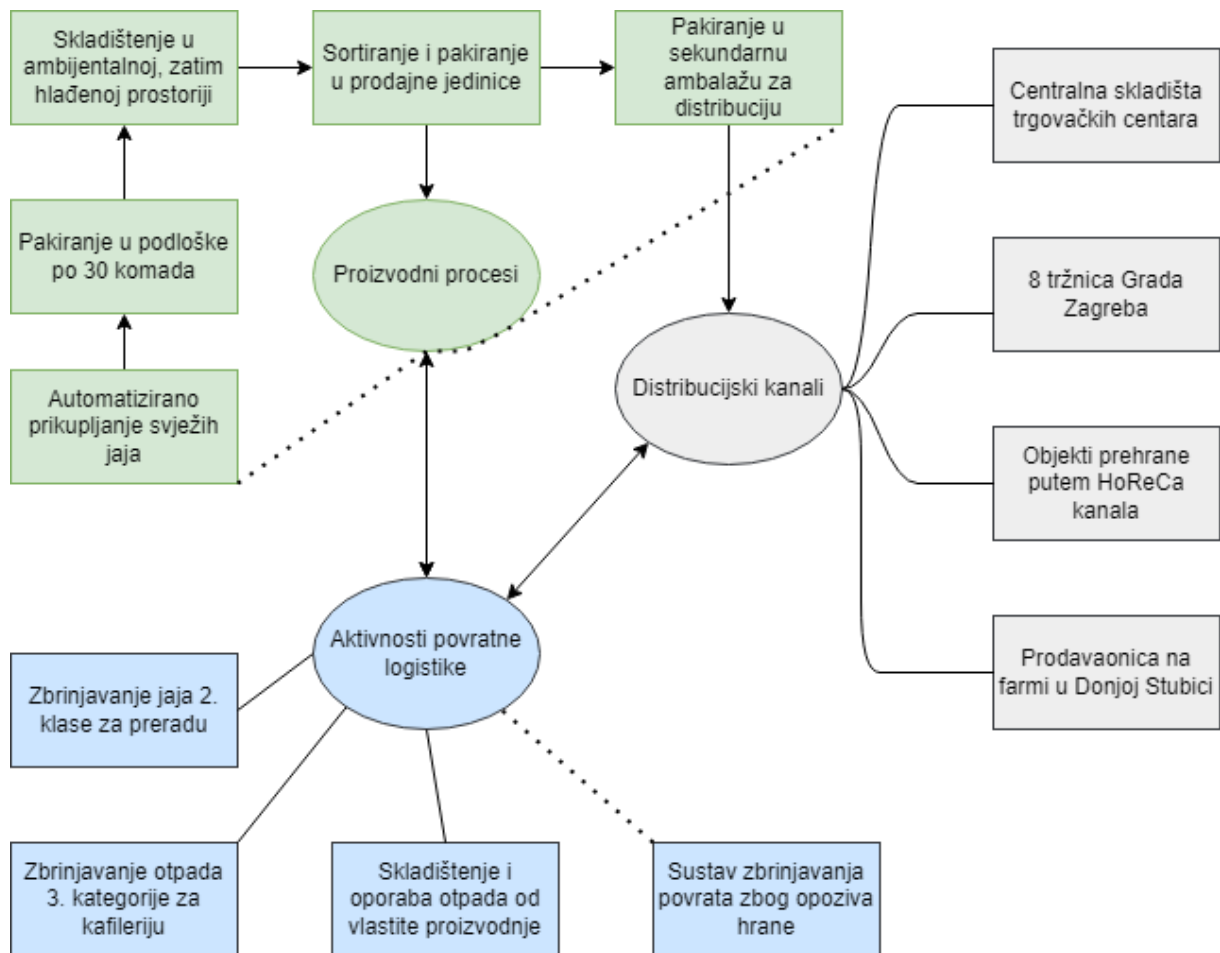 Skladištenje u
ambijentalnoj, zatim
hlađenoj prostoriji
Sortiranje i pakiranje
u prodajne jedinice
Pakiranje u
sekundarnu
ambalažu za
distribuciju
Centralna skladišta
trgovačkih centara
Pakiranje u podloške
po 30 komada
Proizvodni procesi
8 tržnica Grada
Zagreba
Automatizirano
prikupljanje svježih
jaja
Distribucijski kanali
Objekti prehrane
putem HoReCa
kanala
Aktivnosti povratne
logistike
Prodavaonica na
farmi u Donjoj Stubici
Zbrinjavanje jaja 2.
klase za preradu
Zbrinjavanje otpada
3. kategorije za
kafileriju
Skladištenje i
oporaba otpada od
vlastite proizvodnje
Sustav zbrinjavanja
povrata zbog opoziva
hrane